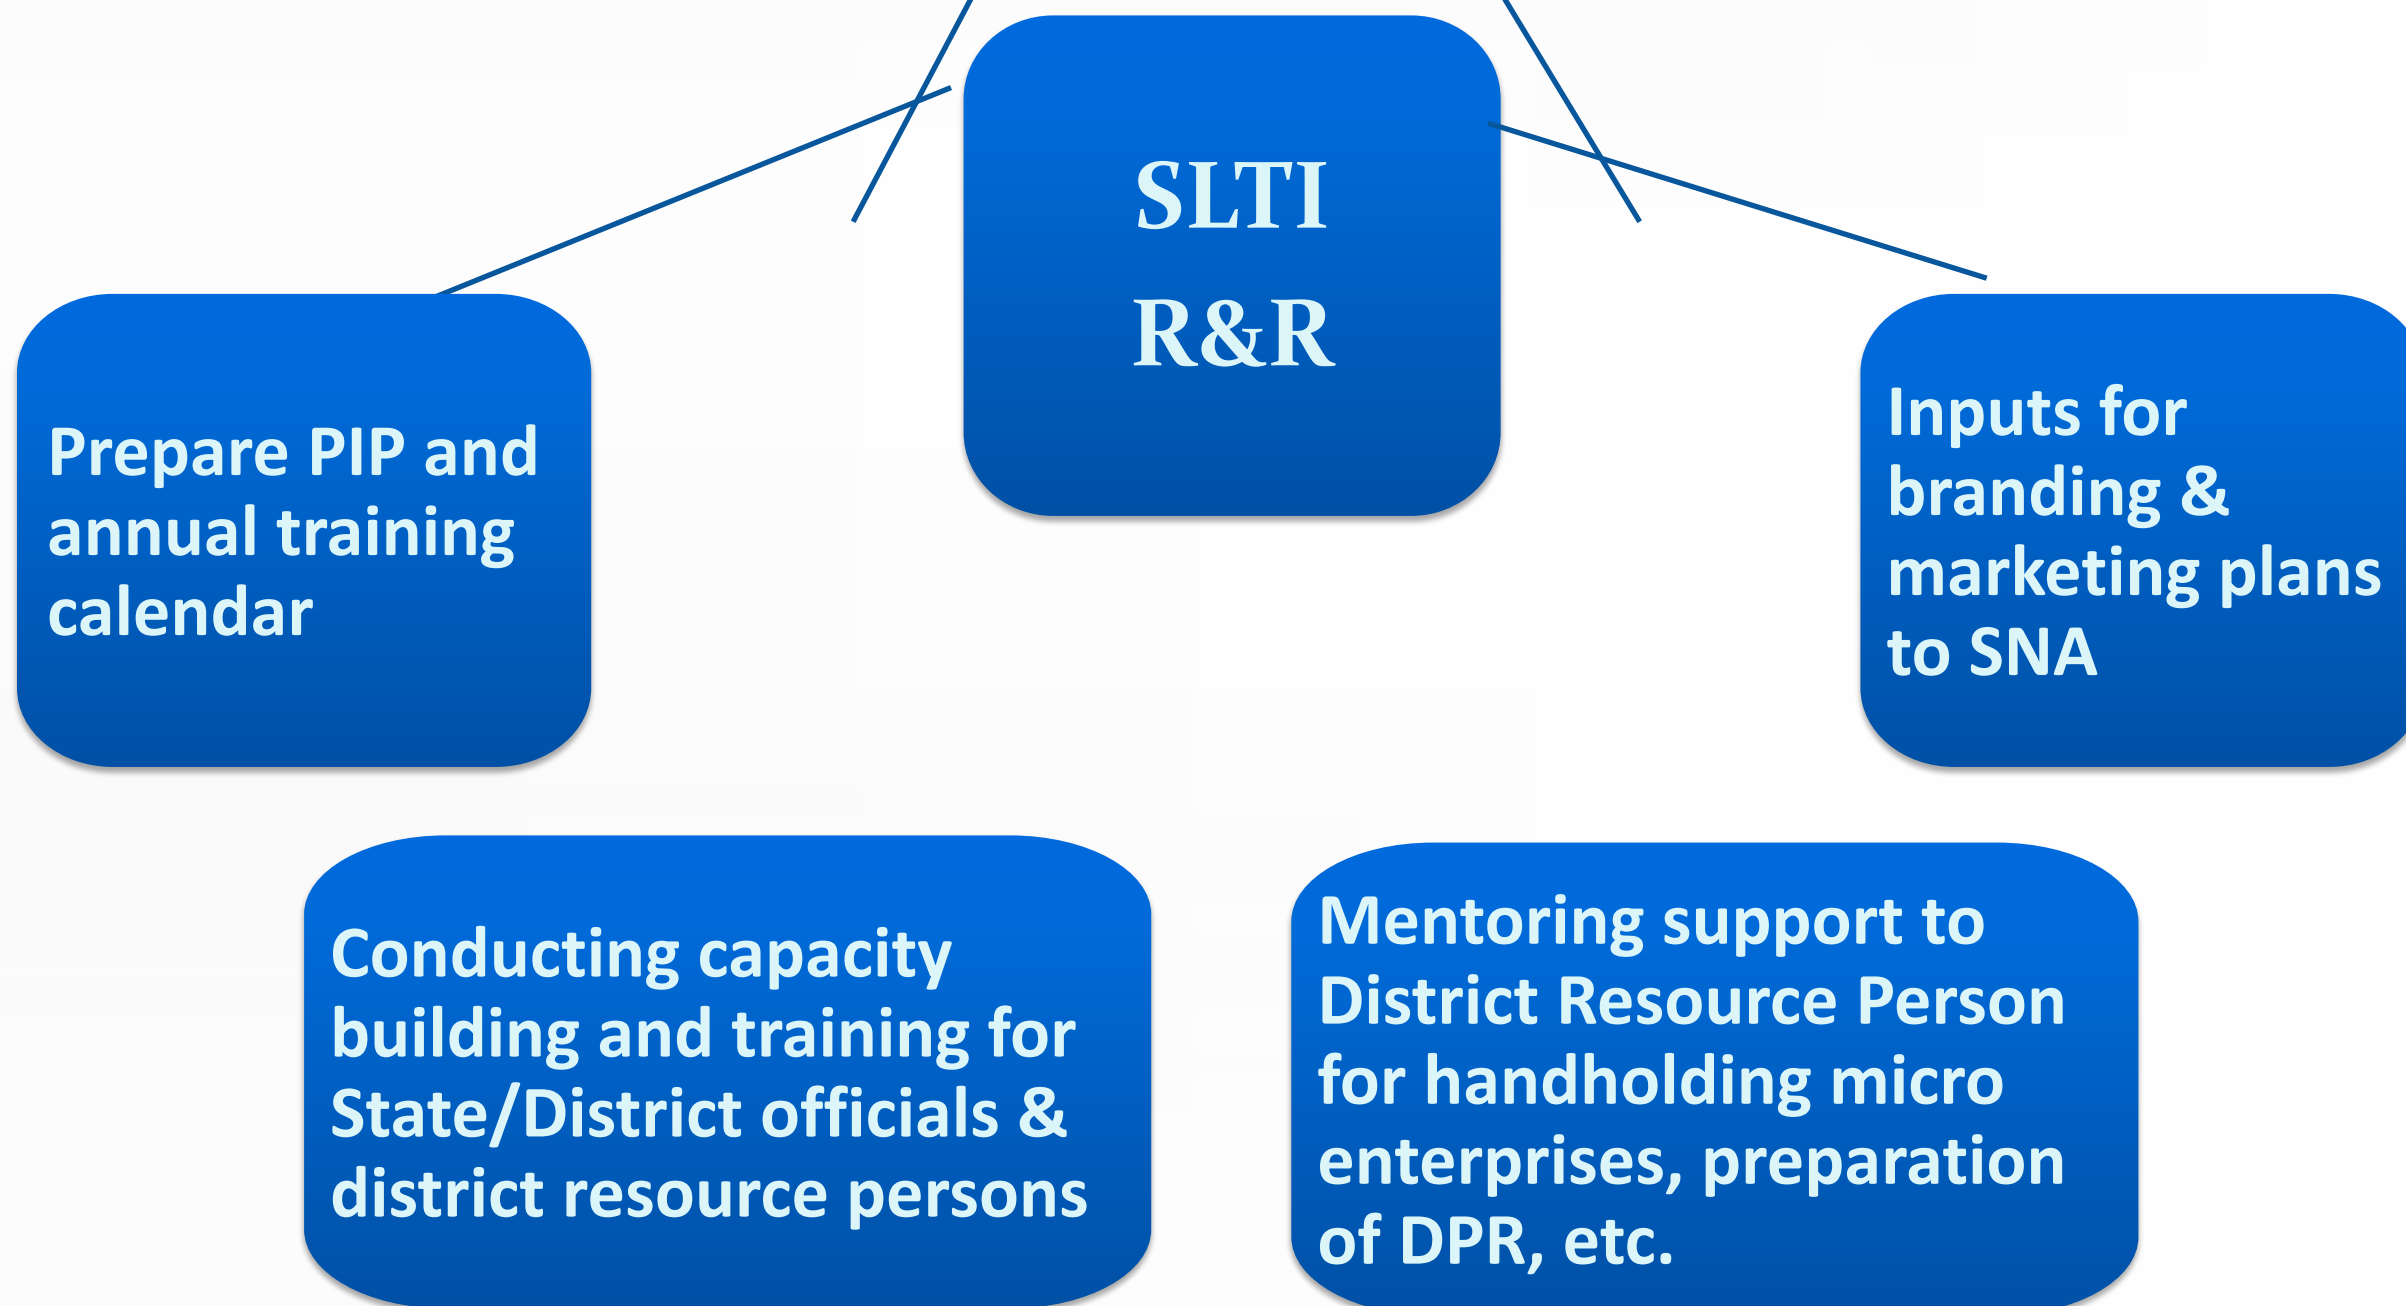 SLTI
R&R
Prepare PIP and
annual training
calendar
Inputs for
branding &
marketing plans
to SNA
Conducting capacity
building and training for
State/District officials &
district resource persons
Mentoring support to
District Resource Person
for handholding micro
enterprises, preparation
of DPR, etc.